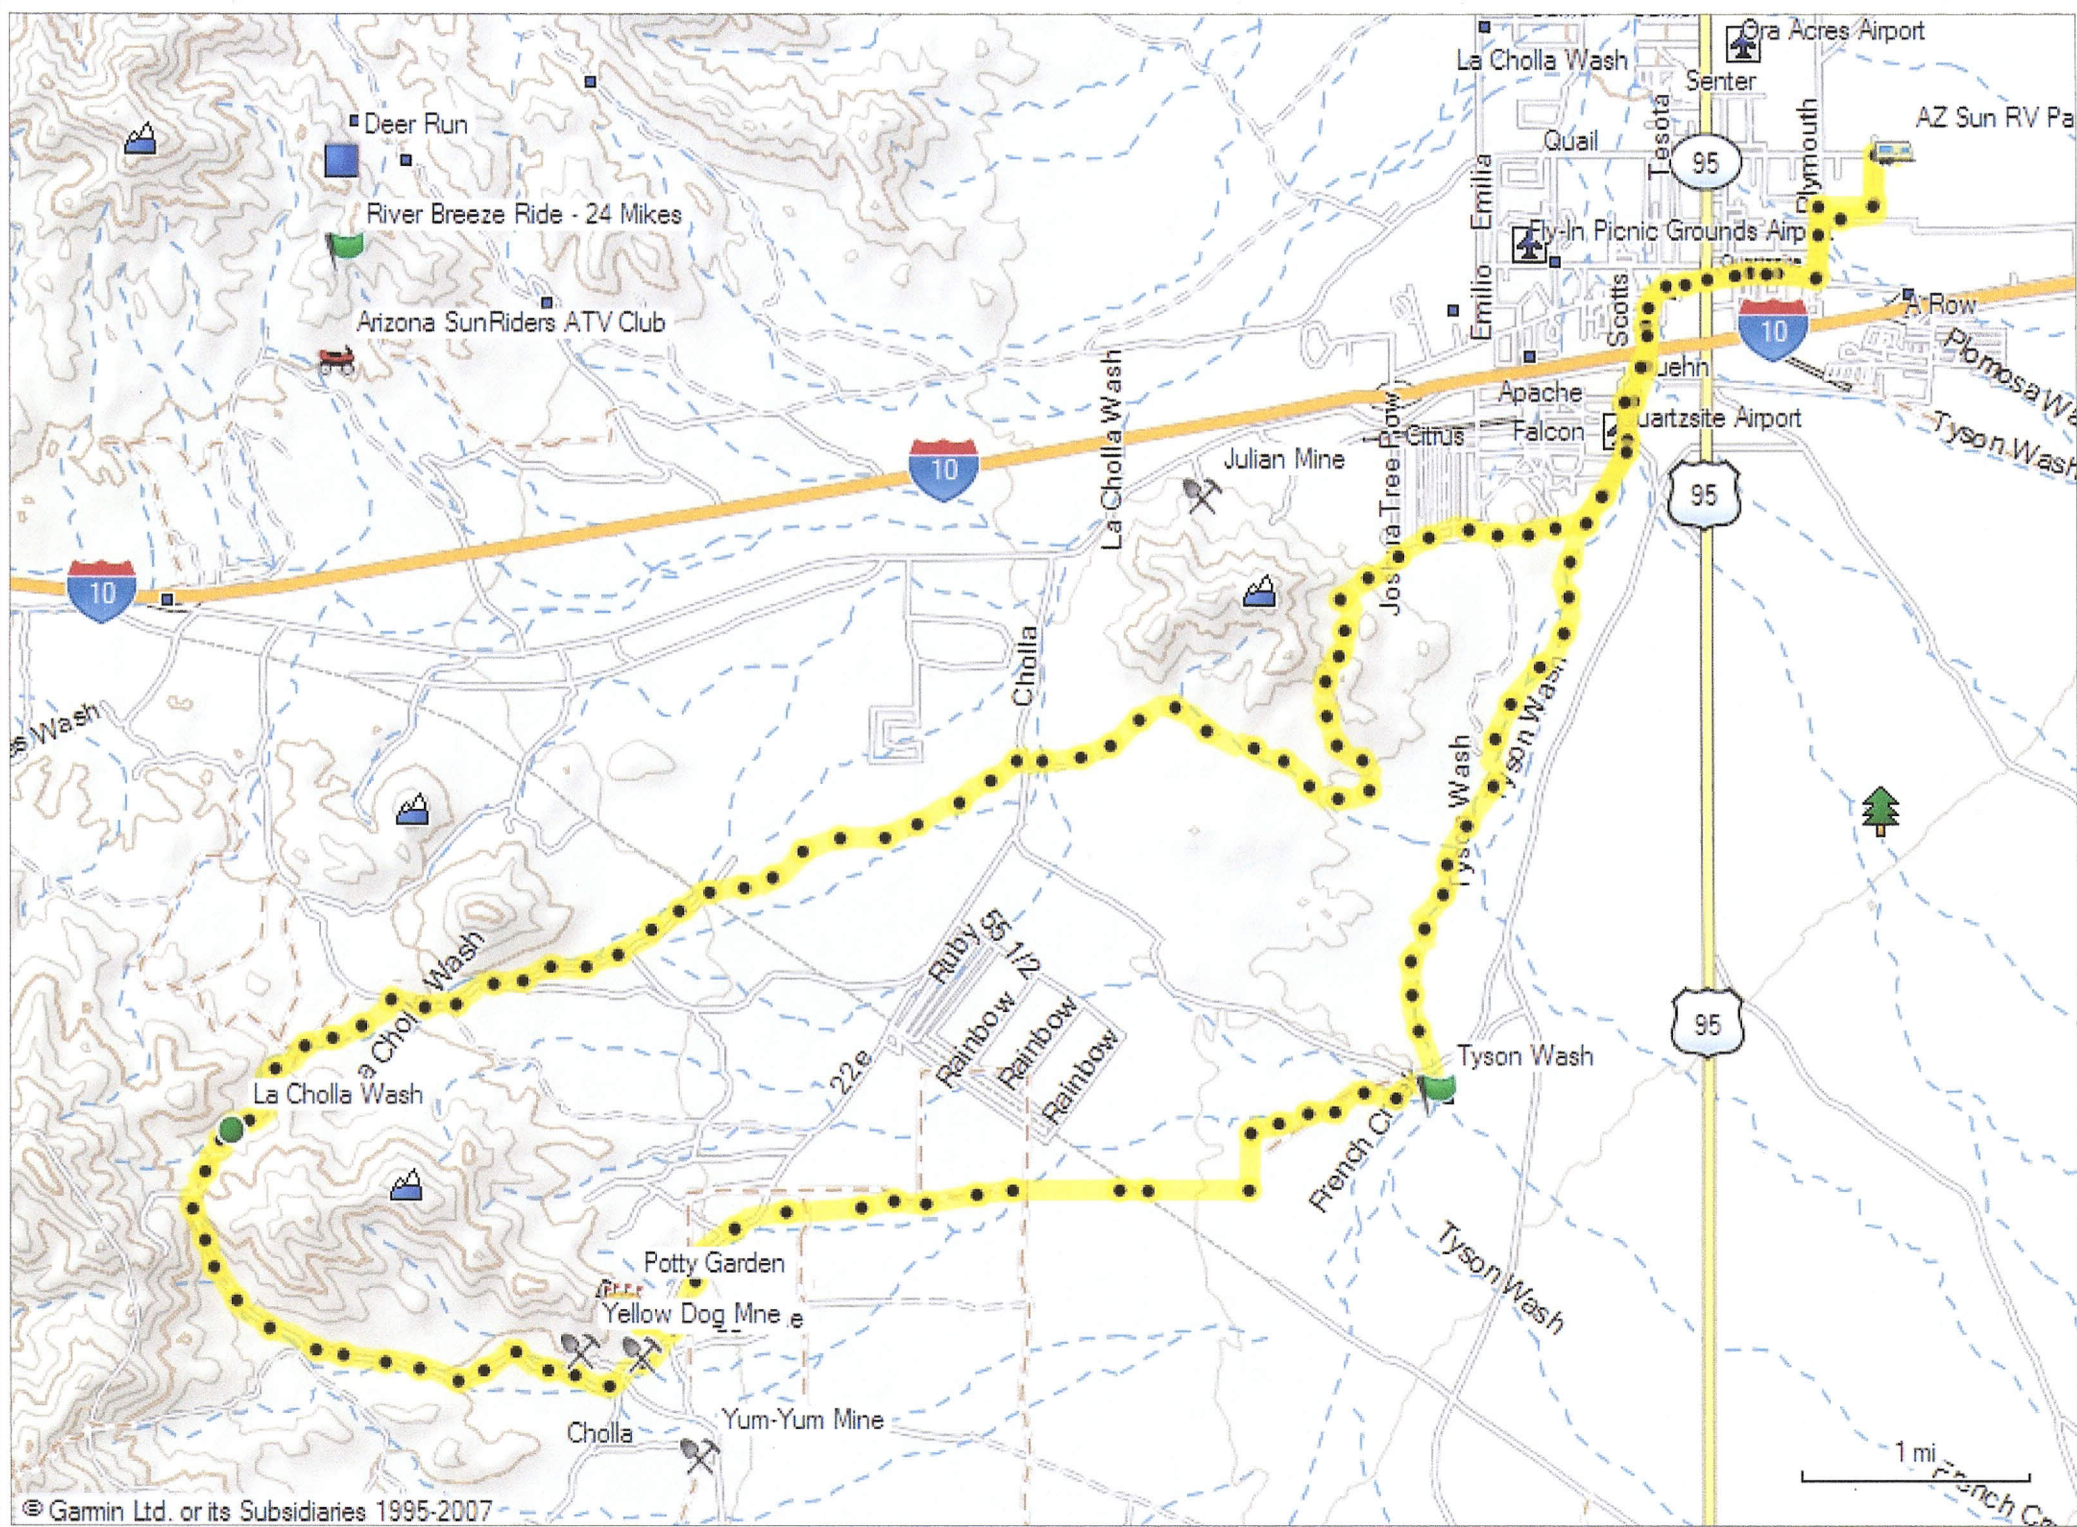 Ora Acres Airport
La Cholla Wash
Senter
AZ Sun RV Pa
Deer Run
Quail
Tesota
95
Plymouth
Emilia
River Breeze Ride - 24 Mikes
Fly-In Picnic Grounds Airp
Emilio
Scotts
A Row
Arizona SunRiders ATV Club
10
Plomosa Wa
uehn
La Cholla Wash
Apache
Joshua Tree Row
Citrus
Falcon
uartzsite Airport
Tyson Wash
Julian Mine
10
95
10
Cholla
Wash
Tyson Wash
Tyson Wash
Ruby
55 1/2
Wash
a Chol
Rainbow
Rainbow
Rainbow
95
22e
Tyson Wash
La Cholla Wash
French C
Tyson Wash
Potty Garden
Yellow Dog Mne .e
Yum-Yum Mine
Cholla
1 mi
French C
© Garmin Ltd. or its Subsidiaries 1995-2007